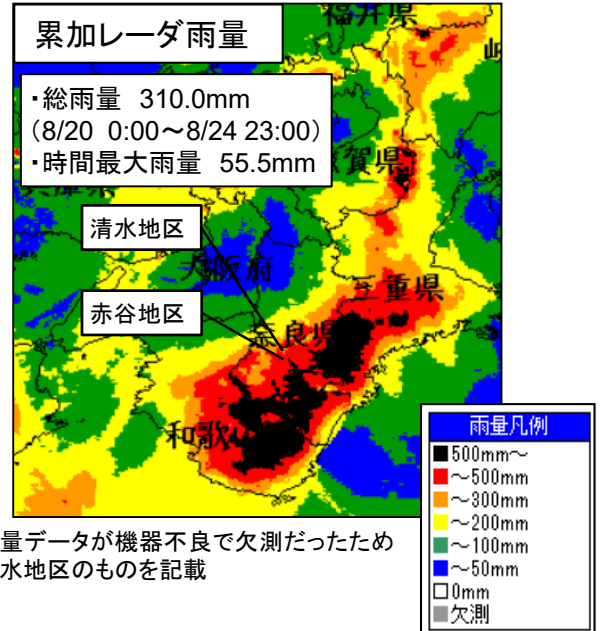 福井県
岐
累加レーダ雨量
・総雨量 310.0mm
（8/20 0:00～8/24 23:00）
・時間最大雨量 55.5mm
賀県
兵庫県
清水地区
大阪府
三重県
赤谷地区
奈良県
和歌
雨量凡例
500mm～
～500mm
～300mm
～200mm
～100mm
～50mm
0mm
欠測
量データが機器不良で欠測だったため
水地区のものを記載